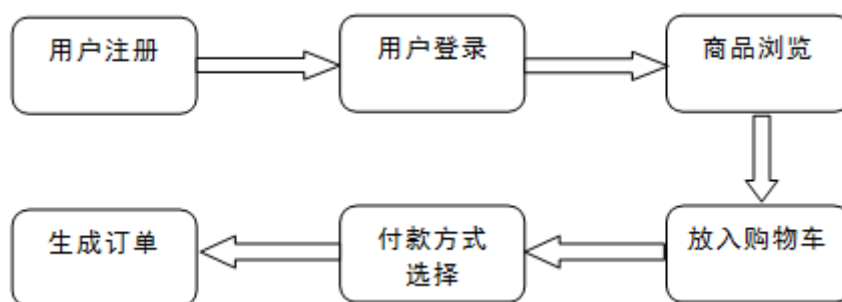 用户注册
用户登录
商品浏览
放入购物车
付款方式
选择
生成订单